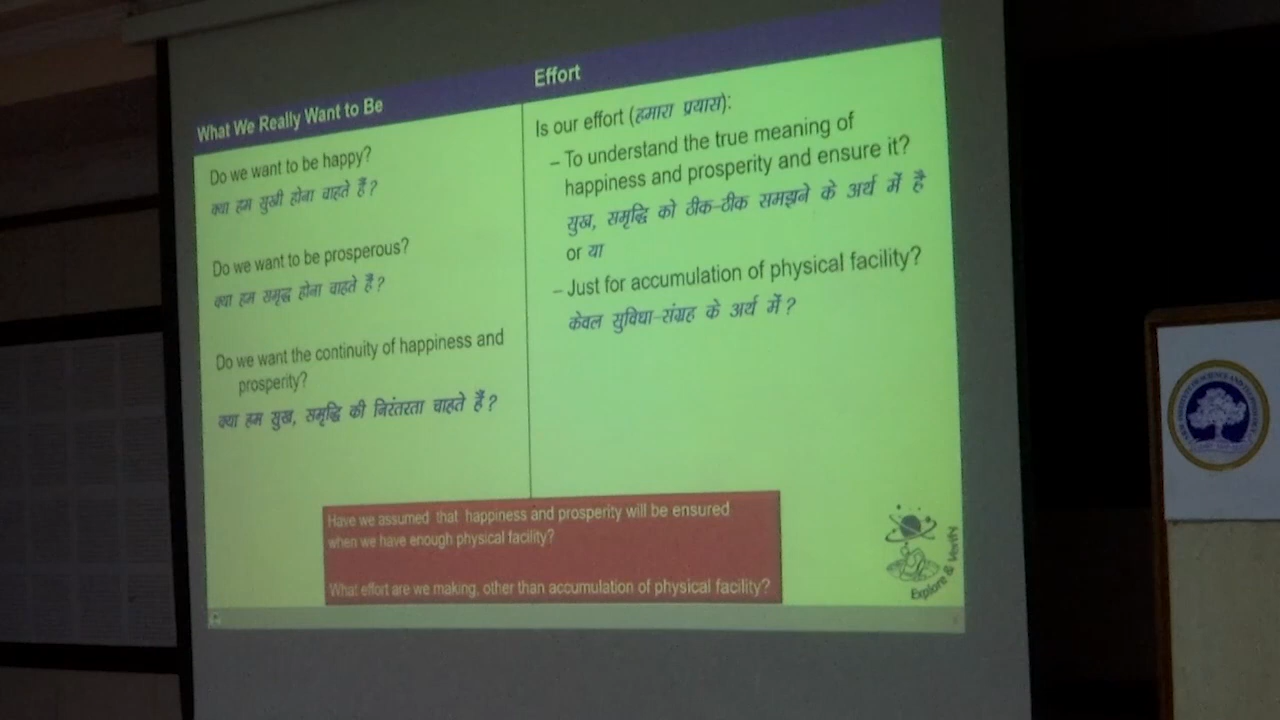 What We Really Want to Be
Effort
Do we want to be happy?
क्या हम सुखी होना चाहते हैं?
Do we want to be prosperous?
क्या हम समृद्ध होना चाहते हैं?
Do we want the continuity of happiness and
prosperity?
क्या हम सुख, समृद्धि की निरंतरता चाहते हैं?
Is our effort (हमारा प्रयास):
– To understand the true meaning of
happiness and prosperity and ensure it?
सुख, समृद्धि को ठीक-ठीक समझने के अर्थ में है
or या
– Just for accumulation of physical facility?
केवल सुविधा-संग्रह के अर्थ में?
Have we assumed that happiness and prosperity will be ensured
when we have enough physical facility?
What effort are we making, other than accumulation of physical facility?
Explore & Verify